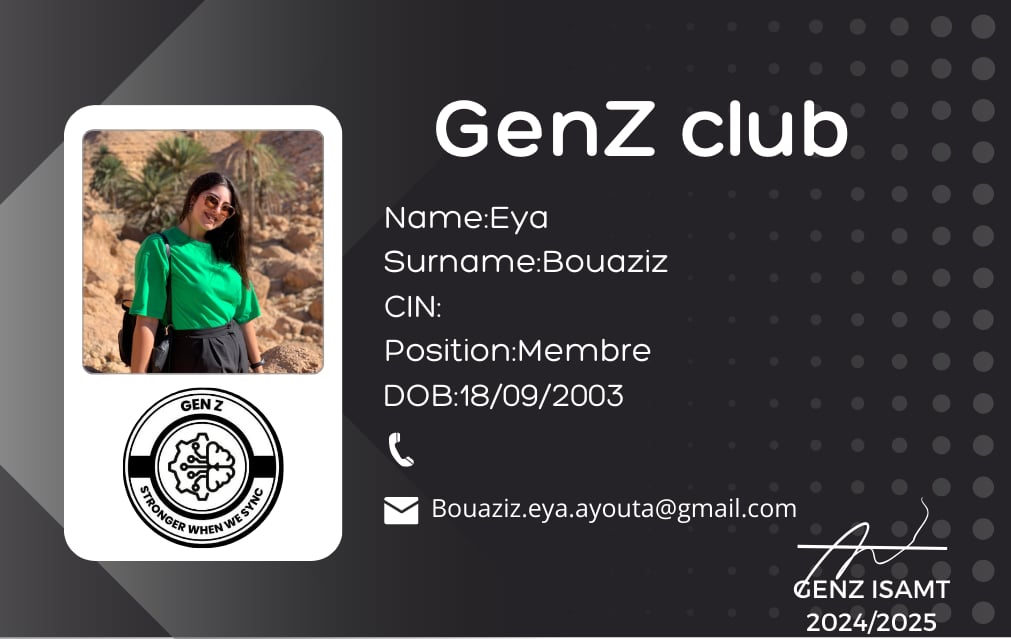 GenZ club
Name:Eya
Surname:Bouaziz
CIN:
Position:Membre
DOB:18/09/2003
Bouaziz.eya.ayouta@gmail.com
GEN Z
STRONGER WHEN WE SYNC
GENZ ISAMT
2024/2025